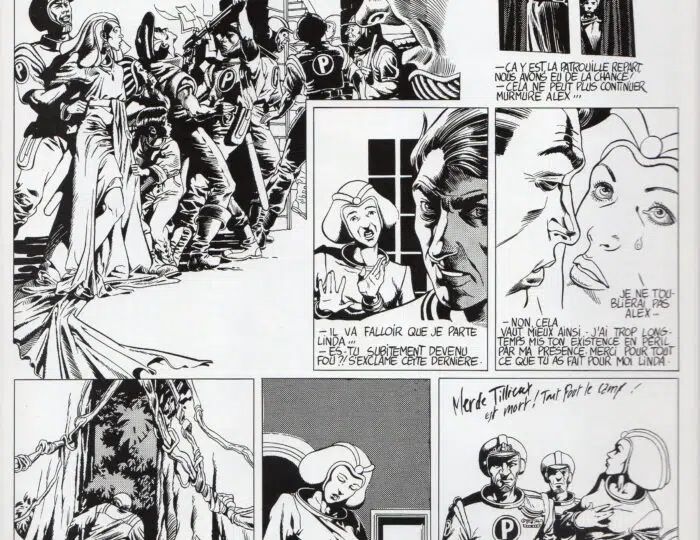 P
- ÇA Y EST LA PATROUILLE REPART
NOUS AVONS EU DE LA CHANCE!
- CELA NE PEUT PLUS CONTINUER
MURMURE ALEX ...
- IL VA FALLOIR QUE JE PARTE
LINDA ...
- ES-TU SUBITEMENT DEVENU
FOU ?! S'EXCLAME CETTE DERNIÈRE.
JE NE T'OU-
BLIERAI PAS
ALEX -
- NON CELA
VAUT MIEUX AINSI. J'AI TROP LONG-
TEMPS MIS TON EXISTENCE EN PÉRIL
PAR MA PRÉSENCE. MERCI POUR TOUT
CE QUE TU AS FAIT POUR MOI LINDA.
Merde Tillieux
est mort! Tout fout le camp!
P